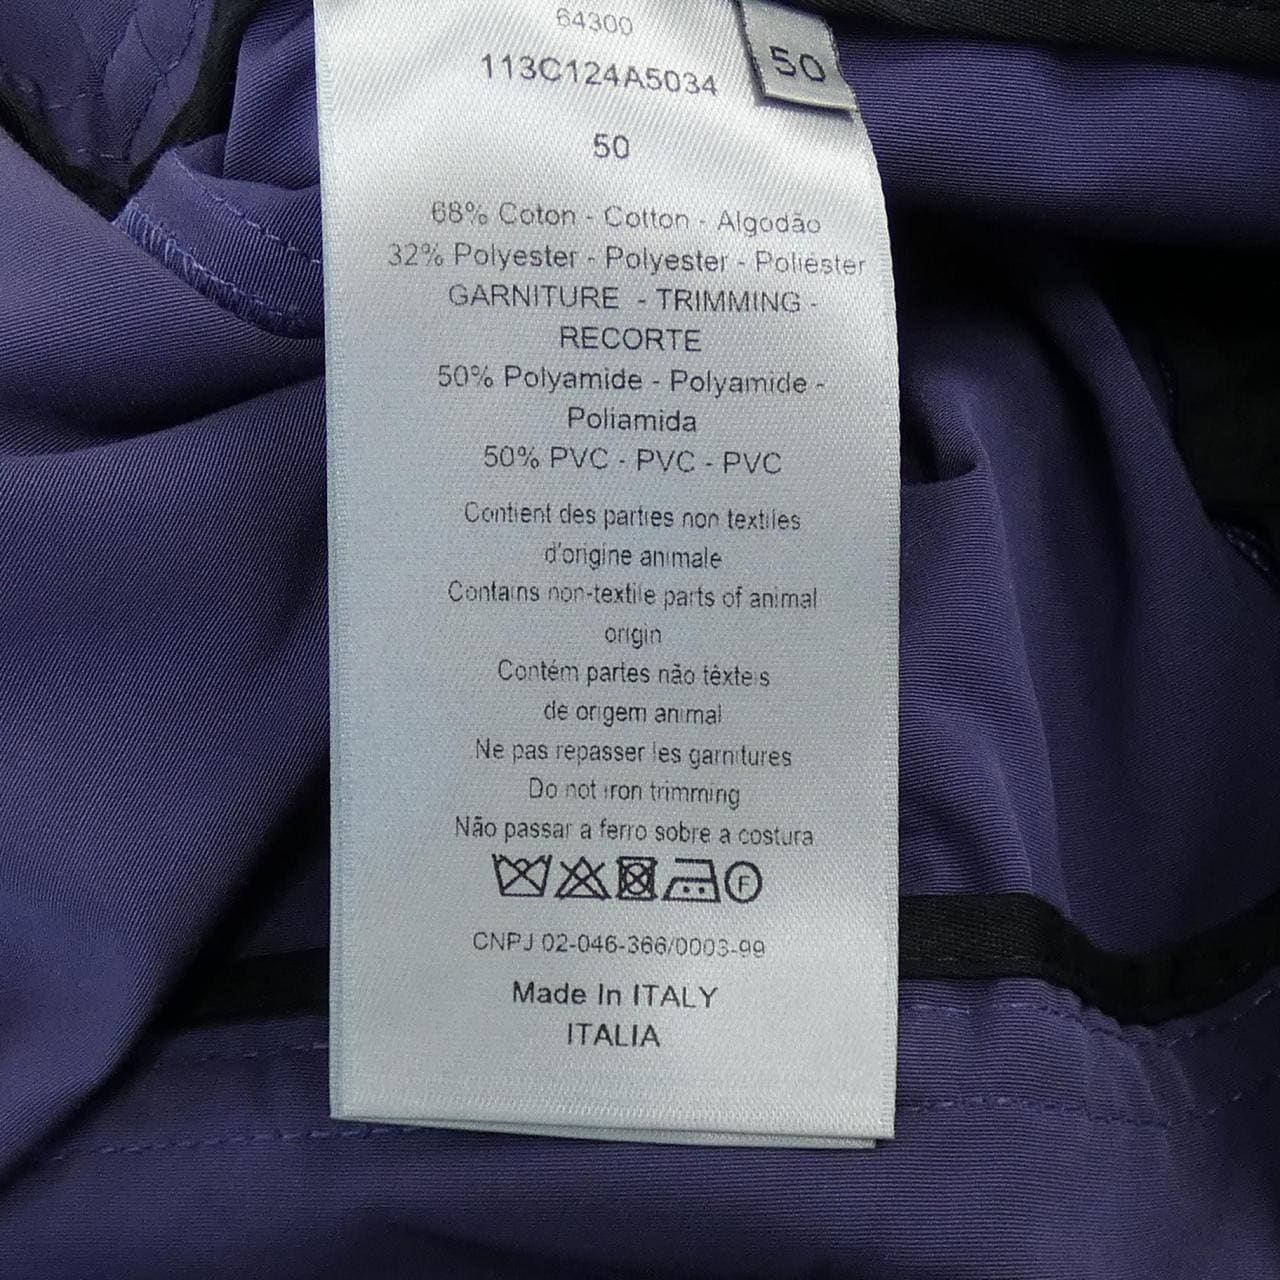 64300
113C124A5034
50
50
68% Coton - Cotton - Algodão
32% Polyester - Polyester - Poliéster
GARNITURE - TRIMMING -
RECORTE
50% Polyamide - Polyamide -
Poliamida
50% PVC - PVC - PVC
Contient des parties non textiles
d'origine animale
Contains non-textile parts of animal
origin
Contém partes não têxteis
de origem animal
Ne pas repasser les garnitures
Do not iron trimming
Não passar a ferro sobre a costura
F
CNPJ 02-046-366/0003-99
Made In ITALY
ITALIA